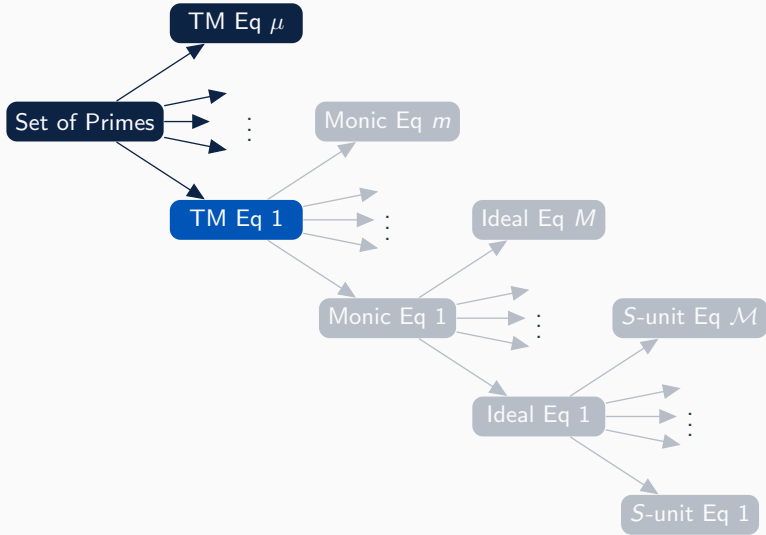 TM Eq μ
Set of Primes
⋮
Monic Eq m
TM Eq 1
⋮
Ideal Eq M
Monic Eq 1
⋮
S-unit Eq ℳ
Ideal Eq 1
⋮
S-unit Eq 1